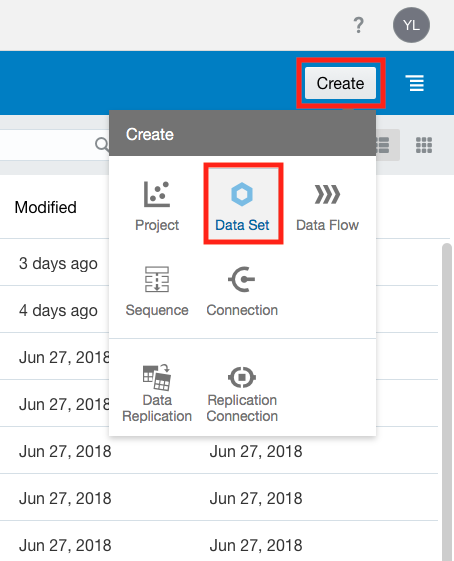 ? YL
Create
Create
Modified
Project Data Set Data Flow
3 days ago
Sequence Connection
4 days ago
Jun 27, 2018
Jun 27, 2018
Data Replication
Replication Connection
Jun 27, 2018 Jun 27, 2018
Jun 27, 2018 Jun 27, 2018
Jun 27, 2018 Jun 27, 2018